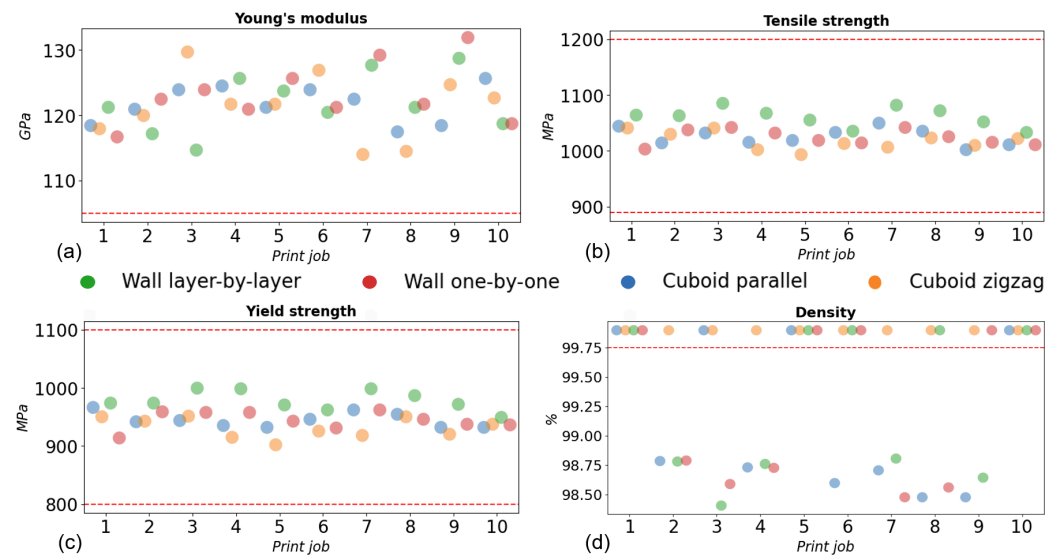 Young's modulus
130
120
110
GPa
1 2 3 4 5 6 7 8 9 10
Print job
(a)
Tensile strength
1200
1100
1000
900
MPa
1 2 3 4 5 6 7 8 9 10
Print job
(b)
Wall layer-by-layer
Wall one-by-one
Cuboid parallel
Cuboid zigzag
Yield strength
1100
1000
900
800
MPa
1 2 3 4 5 6 7 8 9 10
Print job
(c)
Density
99.75
99.50
99.25
99.00
98.75
98.50
%
1 2 3 4 5 6 7 8 9 10
Print job
(d)